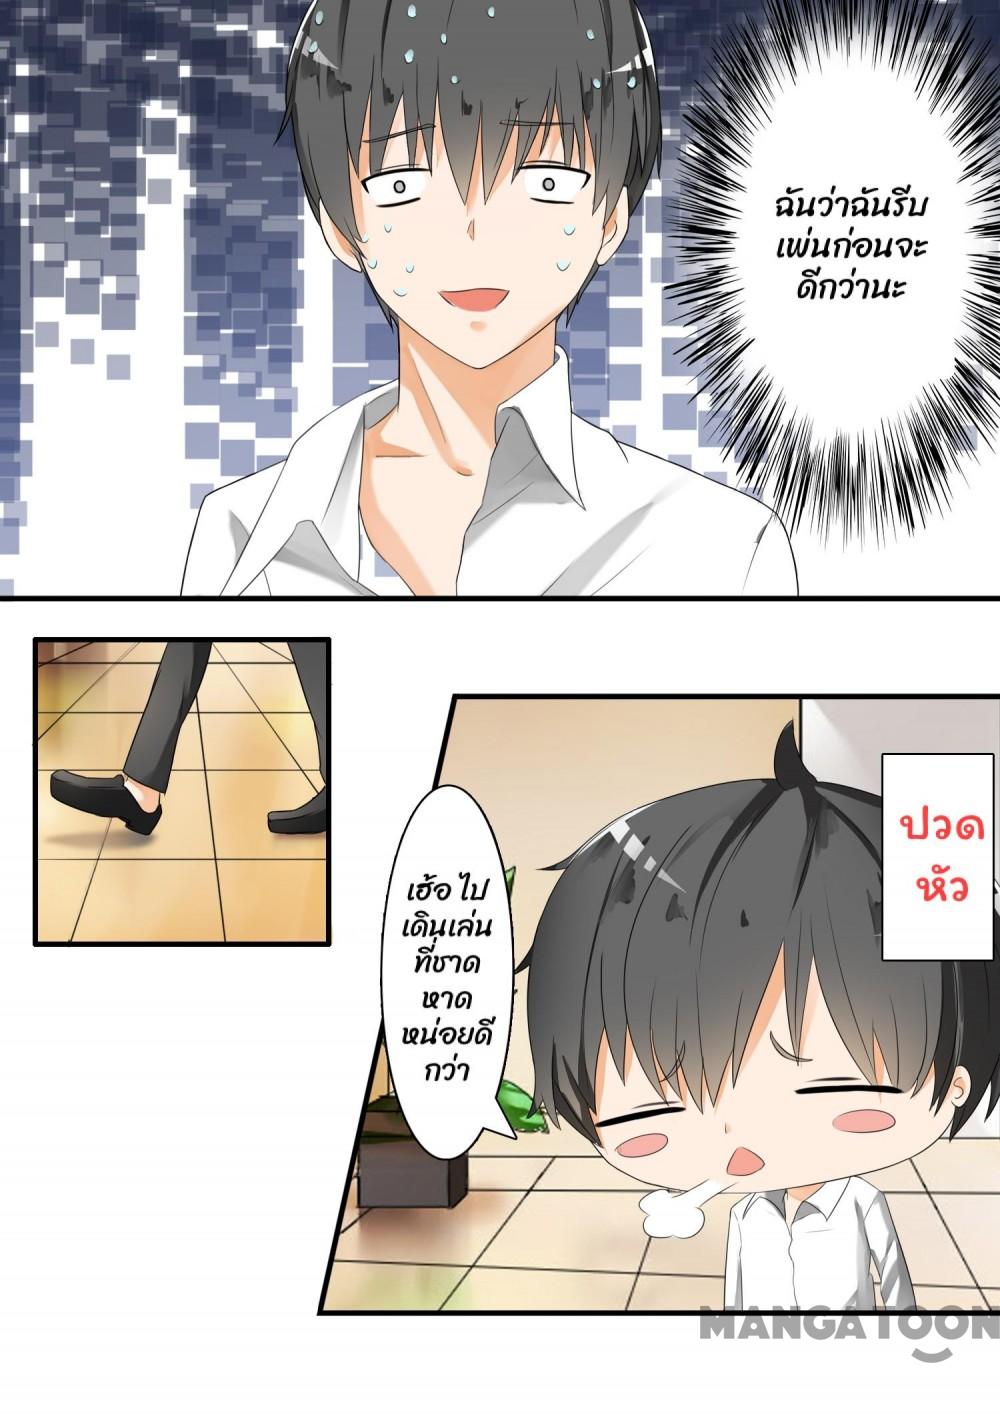 ฉันว่าฉันรีบ
เผ่นก่อนจะ
ดีกว่านะ
ปวด
หัว
เฮ้อ ไป
เดินเล่น
ที่ชาด
หาด
หน่อยดี
กว่า
MANGATOON